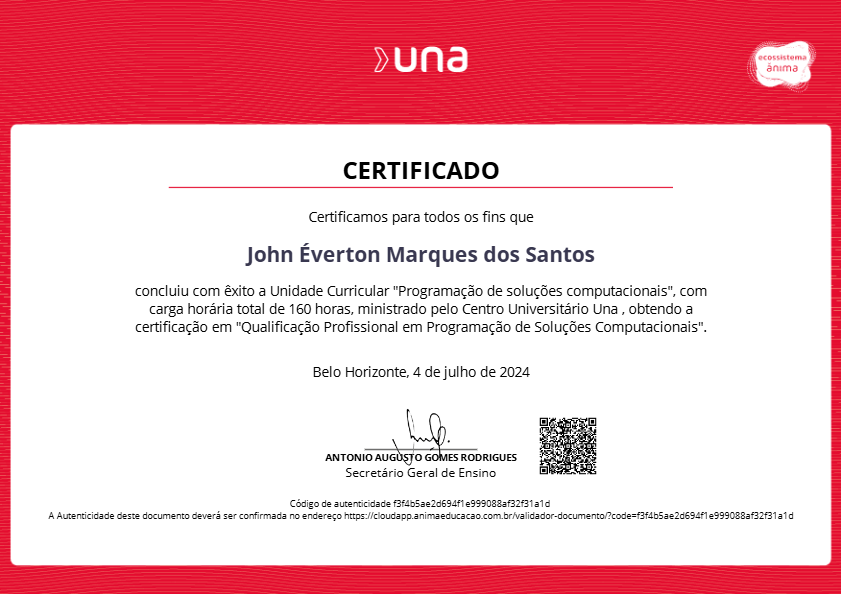 una
ecossistema
ânima
CERTIFICADO
Certificamos para todos os fins que
John Éverton Marques dos Santos
concluiu com êxito a Unidade Curricular "Programação de soluções computacionais", com
carga horária total de 160 horas, ministrado pelo Centro Universitário Una , obtendo a
certificação em "Qualificação Profissional em Programação de Soluções Computacionais".
Belo Horizonte, 4 de julho de 2024
ANTONIO AUGUSTO GOMES RODRIGUES
Secretário Geral de Ensino
Código de autenticidade f3f4b5ae2d694f1e999088af32f31a1d
A Autenticidade deste documento deverá ser confirmada no endereço https://cloudapp.animaeducacao.com.br/validador-documento/?code=f3f4b5ae2d694f1e999088af32f31a1d